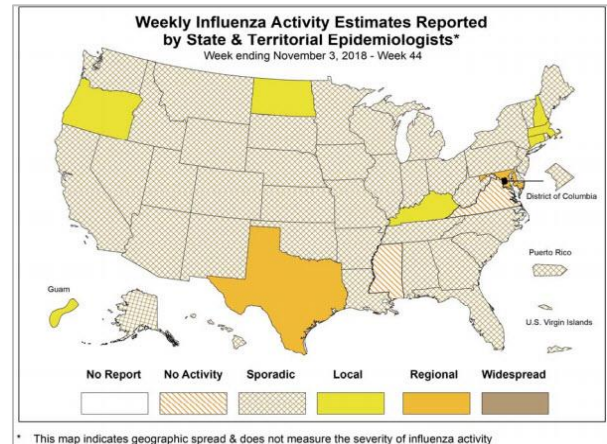 Weekly Influenza Activity Estimates Reported
by State & Territorial Epidemiologists*
Week ending November 3, 2018 - Week 44
District of Columbia
Puerto Rico
Guam
U.S. Virgin Islands
No Report No Activity Sporadic Local Regional Widespread
* This map indicates geographic spread & does not measure the severity of influenza activity